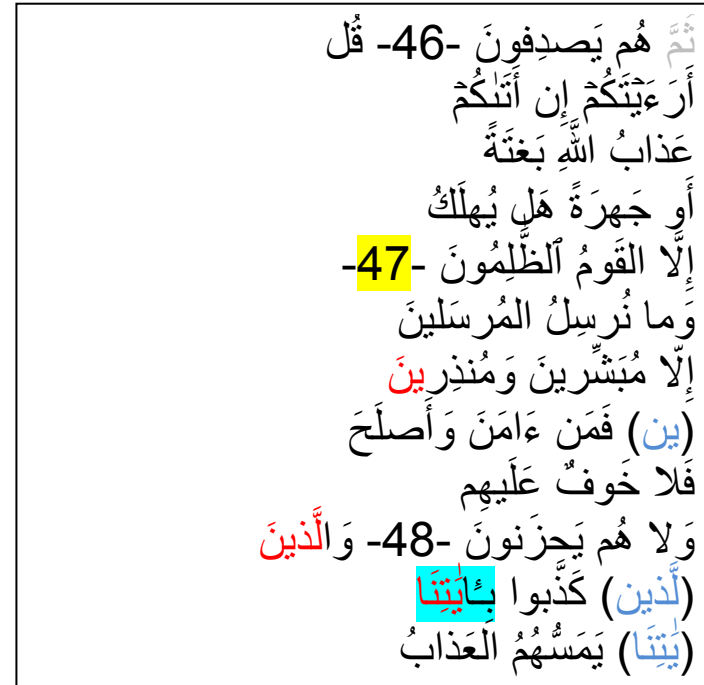 ثُمَّ هُم يَصدِفونَ -46- قُل
أَرَءَيْتَكُمْ إِن أَتَىٰكُمْ
عَذابُ اللَّهِ بَغتَةً
أَو جَهرَةً هَل يُهلَكُ
إِلَّا القَومُ ٱلظَّٰلِمُونَ -47-
وَما نُرسِلُ المُرسَلينَ
إِلّا مُبَشِّرينَ وَمُنذِرينَ
(ين) فَمَن ءَامَنَ وَأَصلَحَ
فَلا خَوفٌ عَلَيهِم
وَلا هُم يَحزَنونَ -48- وَالَّذينَ
(لَّذين) كَذَّبوا بِـَٔايَٰتِنَا
(يَٰتِنَا) يَمَسُّهُمُ العَذابُ